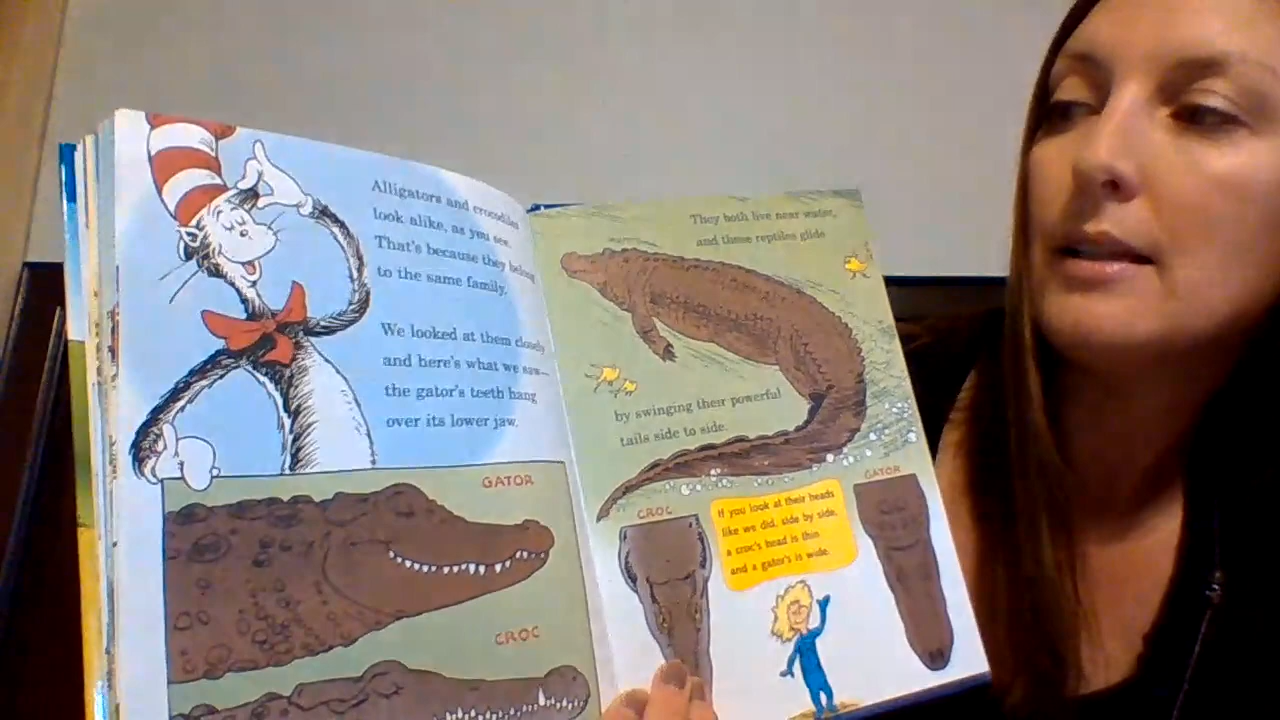 Alligators and crocodiles
look alike, as you see.
That's because they belong
to the same family.
We looked at them closely
and here's what we saw—
the gator's teeth hang
over its lower jaw.
GATOR
CROC
They both live near water,
and these reptiles glide
by swinging their powerful
tails side to side.
CROC
If you look at their heads
like we did, side by side,
a croc's head is thin
and a gator's is wide.
GATOR